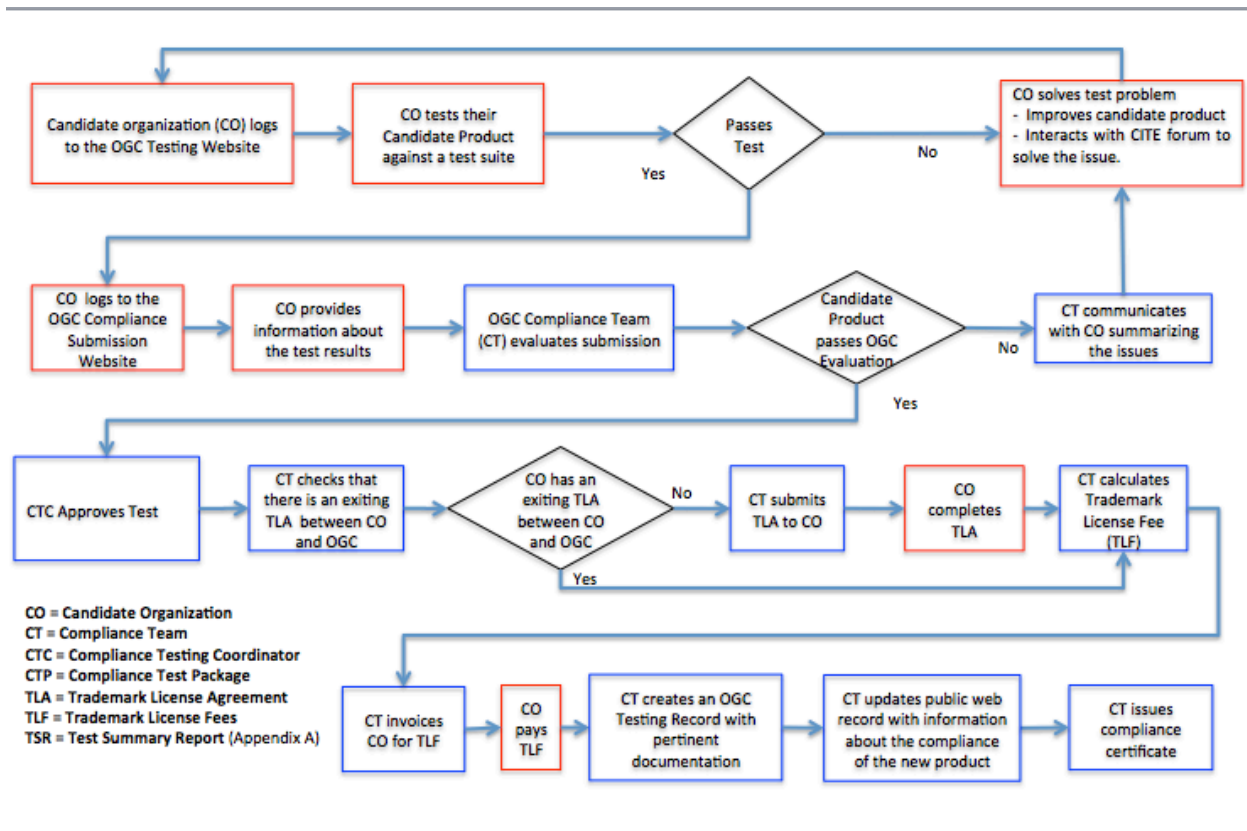 Candidate organization (CO) logs
to the OGC Testing Website
CO tests their
Candidate Product
against a test suite
Passes
Test
Yes
No
CO solves test problem
- Improves candidate product
- Interacts with CITE forum to
solve the issue.
CO logs to the
OGC Compliance
Submission
Website
CO provides
information about
the test results
OGC Compliance Team
(CT) evaluates submission
Candidate
Product
passes OGC
Evaluation
No
Yes
CT communicates
with CO summarizing
the issues
CTC Approves Test
CT checks that
there is an exiting
TLA between CO
and OGC
CO has an
exiting TLA
between CO
and OGC
No
Yes
CT submits
TLA to CO
CO
completes
TLA
CT calculates
Trademark
License Fee
(TLF)
CO = Candidate Organization
CT = Compliance Team
CTC = Compliance Testing Coordinator
CTP = Compliance Test Package
TLA = Trademark License Agreement
TLF = Trademark License Fees
TSR = Test Summary Report (Appendix A)
CT invoices
CO for TLF
CO
pays
TLF
CT creates an OGC
Testing Record with
pertinent
documentation
CT updates public web
record with information
about the compliance
of the new product
CT issues
compliance
certificate